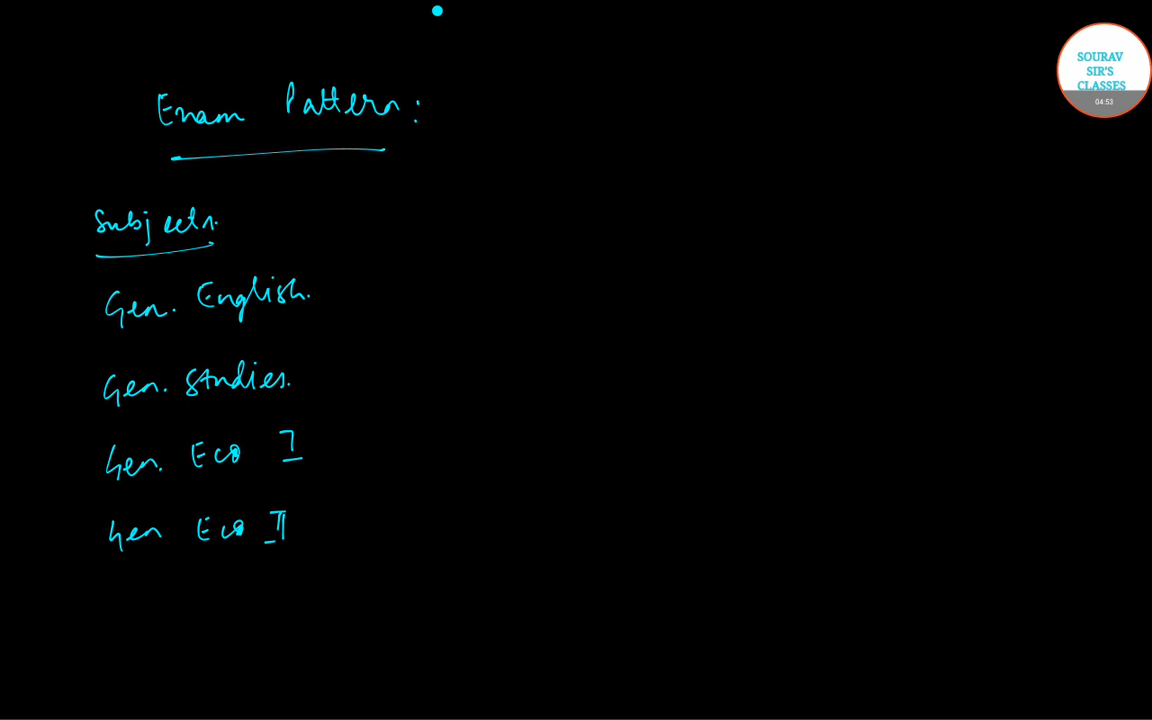 Exam Pattern:
Subjects.
Gen. English.
Gen. Studies.
Gen. Eco I
Gen Eco II
SOURAV
SIR'S
CLASSES
04:53